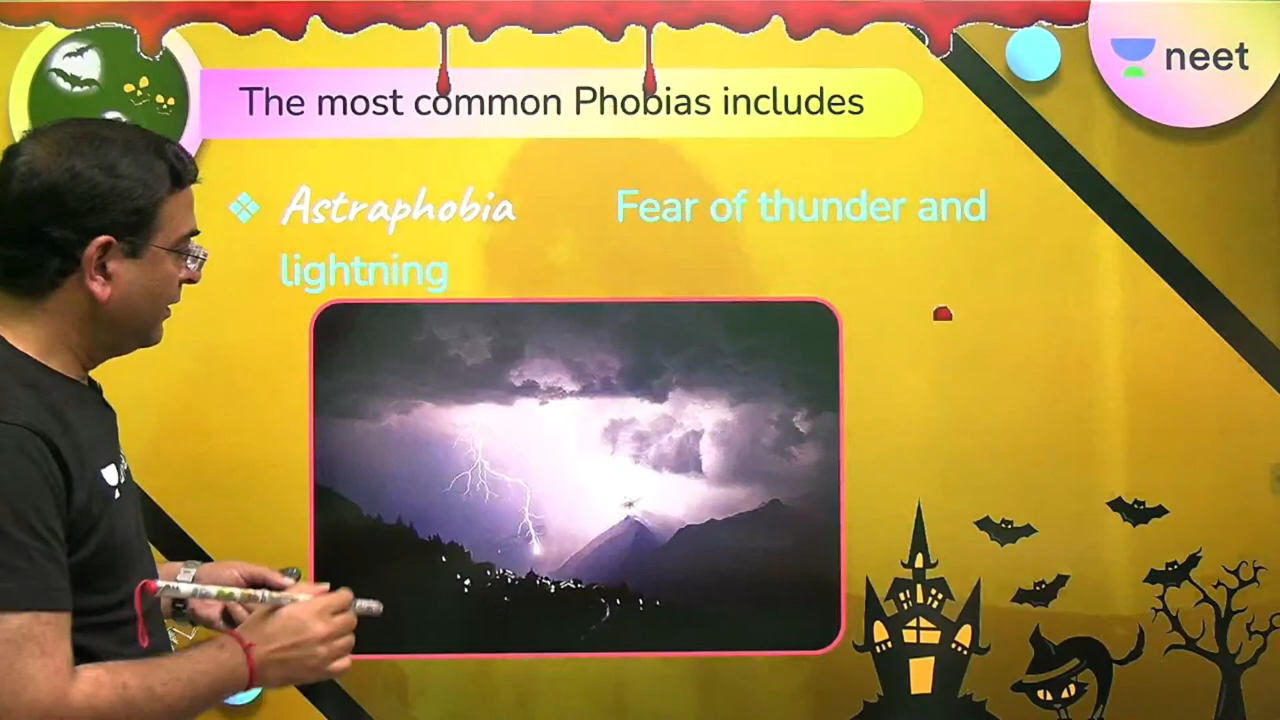 neet
The most common Phobias includes
Astraphobia Fear of thunder and
lightning